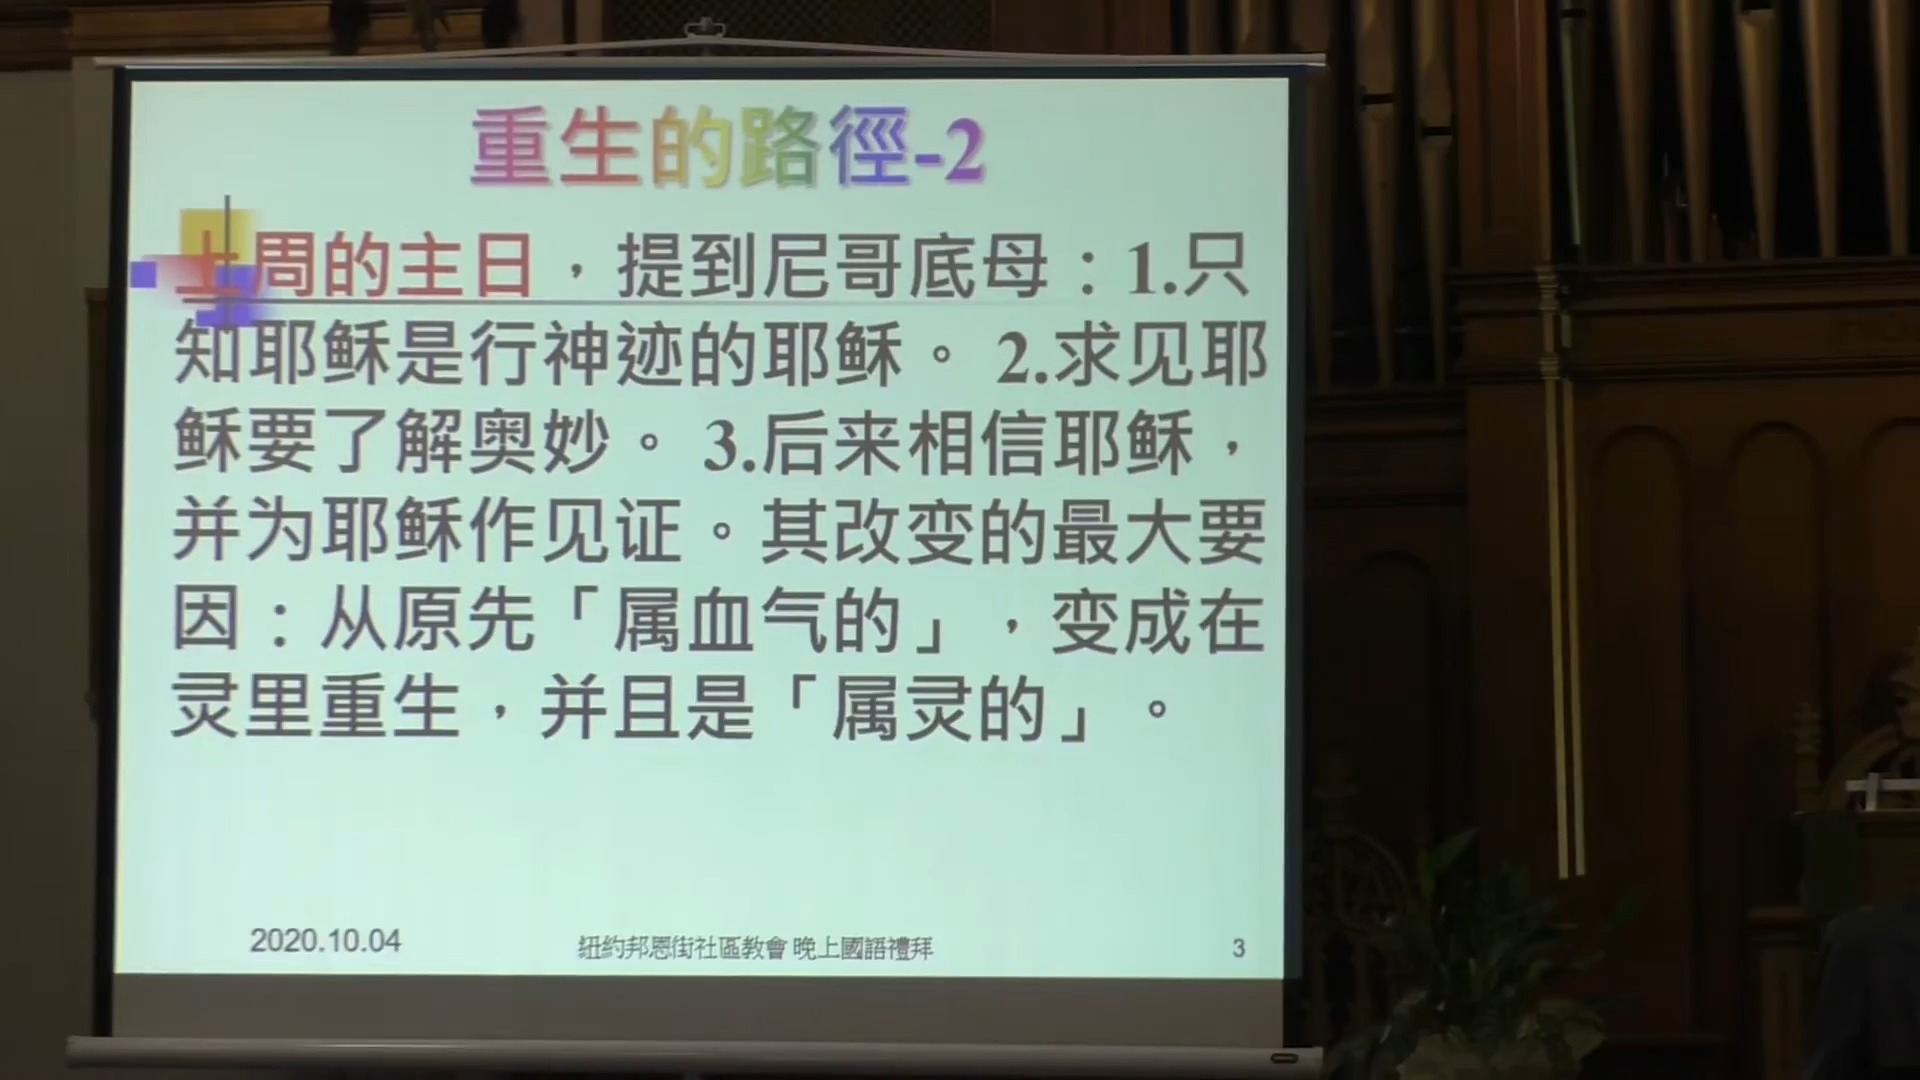 重生的路徑-2
上周的主日，提到尼哥底母：1.只
知耶稣是行神迹的耶稣。 2.求见耶
稣要了解奥妙。 3.后来相信耶稣，
并为耶稣作见证。其改变的最大要
因：从原先「属血气的」，变成在
灵里重生，并且是「属灵的」。
2020.10.04
紐約邦恩街社區教會 晚上國語禮拜
3